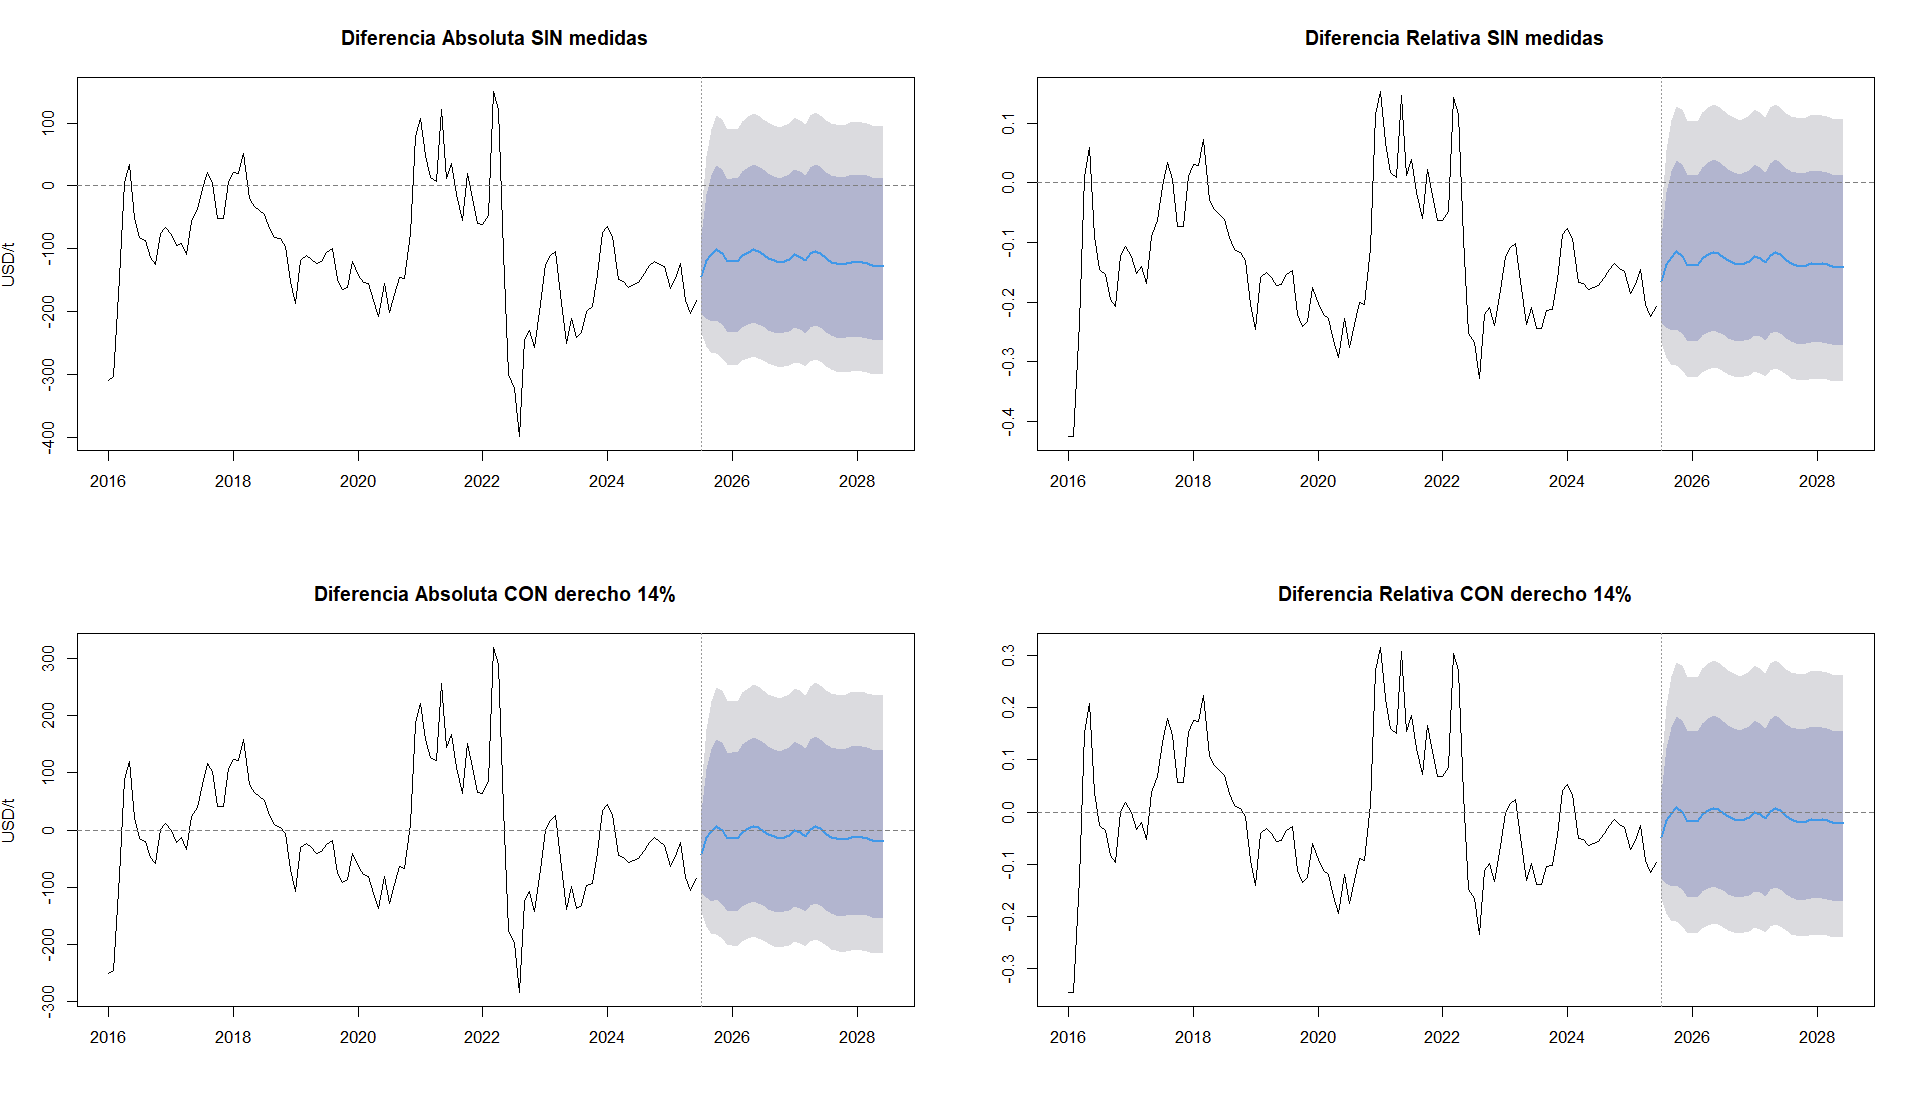 Diferencia Absoluta SIN medidas
USD/t
100
0
-100
-200
-300
-400
2016 2018 2020 2022 2024 2026 2028
Diferencia Relativa SIN medidas
0.1
0.0
-0.1
-0.2
-0.3
-0.4
2016 2018 2020 2022 2024 2026 2028
Diferencia Absoluta CON derecho 14%
USD/t
300
200
100
0
-100
-200
-300
2016 2018 2020 2022 2024 2026 2028
Diferencia Relativa CON derecho 14%
0.3
0.2
0.1
0.0
-0.1
-0.2
-0.3
2016 2018 2020 2022 2024 2026 2028